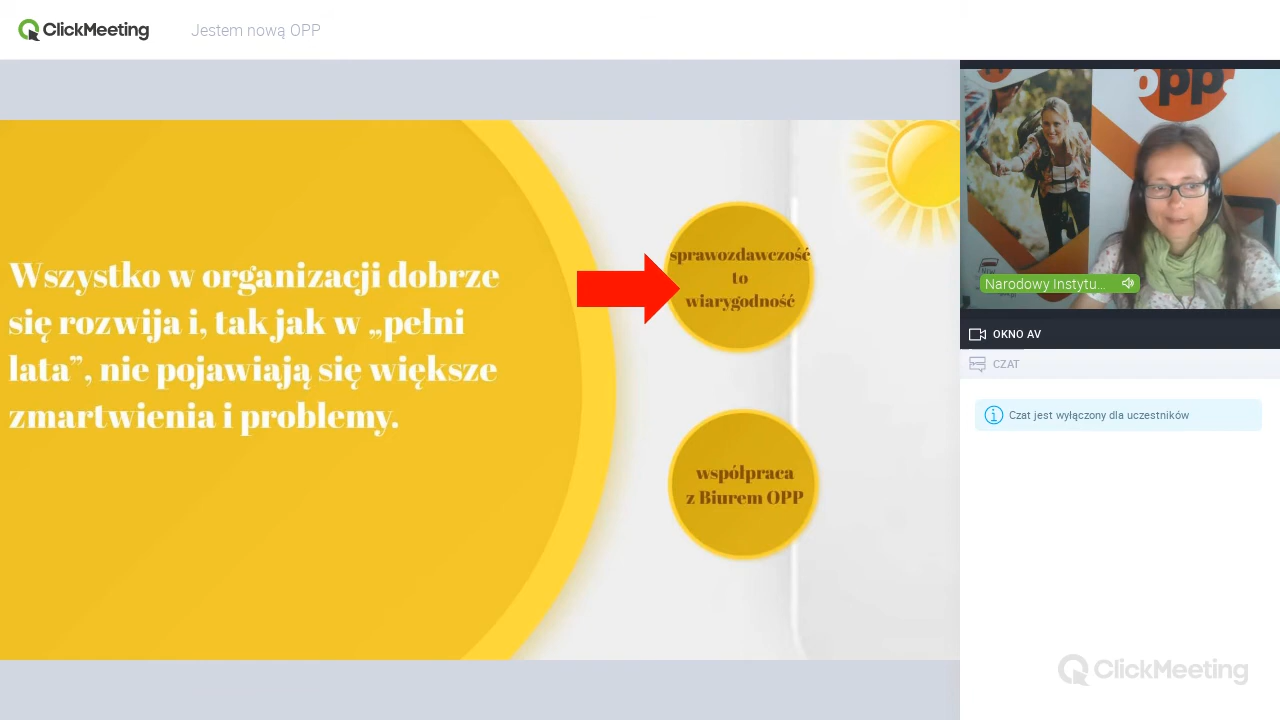 ClickMeeting
Jestem nową OPP
Wszystko w organizacji dobrze
się rozwija i, tak jak w „pełni
lata”, nie pojawiają się większe
zmartwienia i problemy.
sprawozdawczość
to
wiarygodność
współpraca
z Biurem OPP
opp
Narodowy Instytu...
OKNO AV
CZAT
Czat jest wyłączony dla uczestników
ClickMeeting